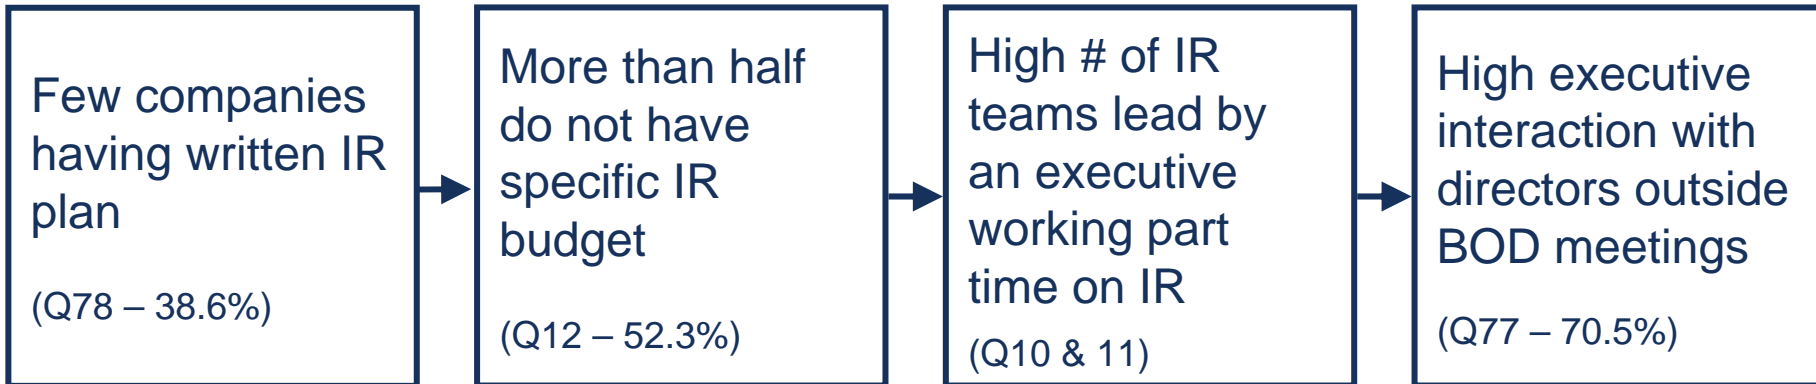 Few companies
having written IR
plan
(Q78 – 38.6%)
More than half
do not have
specific IR
budget
(Q12 – 52.3%)
High # of IR
teams lead by
an executive
working part
time on IR
(Q10 & 11)
High executive
interaction with
directors outside
BOD meetings
(Q77 – 70.5%)